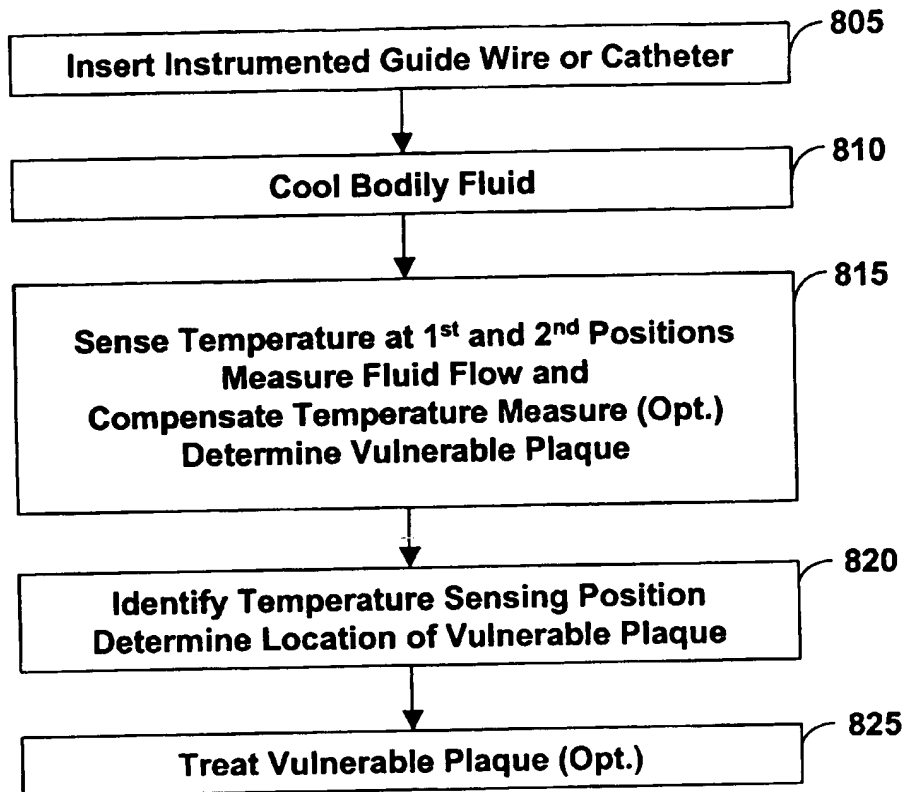 805
Insert Instrumented Guide Wire or Catheter
810
Cool Bodily Fluid
815
Sense Temperature at 1st and 2nd Positions
Measure Fluid Flow and
Compensate Temperature Measure (Opt.)
Determine Vulnerable Plaque
820
Identify Temperature Sensing Position
Determine Location of Vulnerable Plaque
825
Treat Vulnerable Plaque (Opt.)